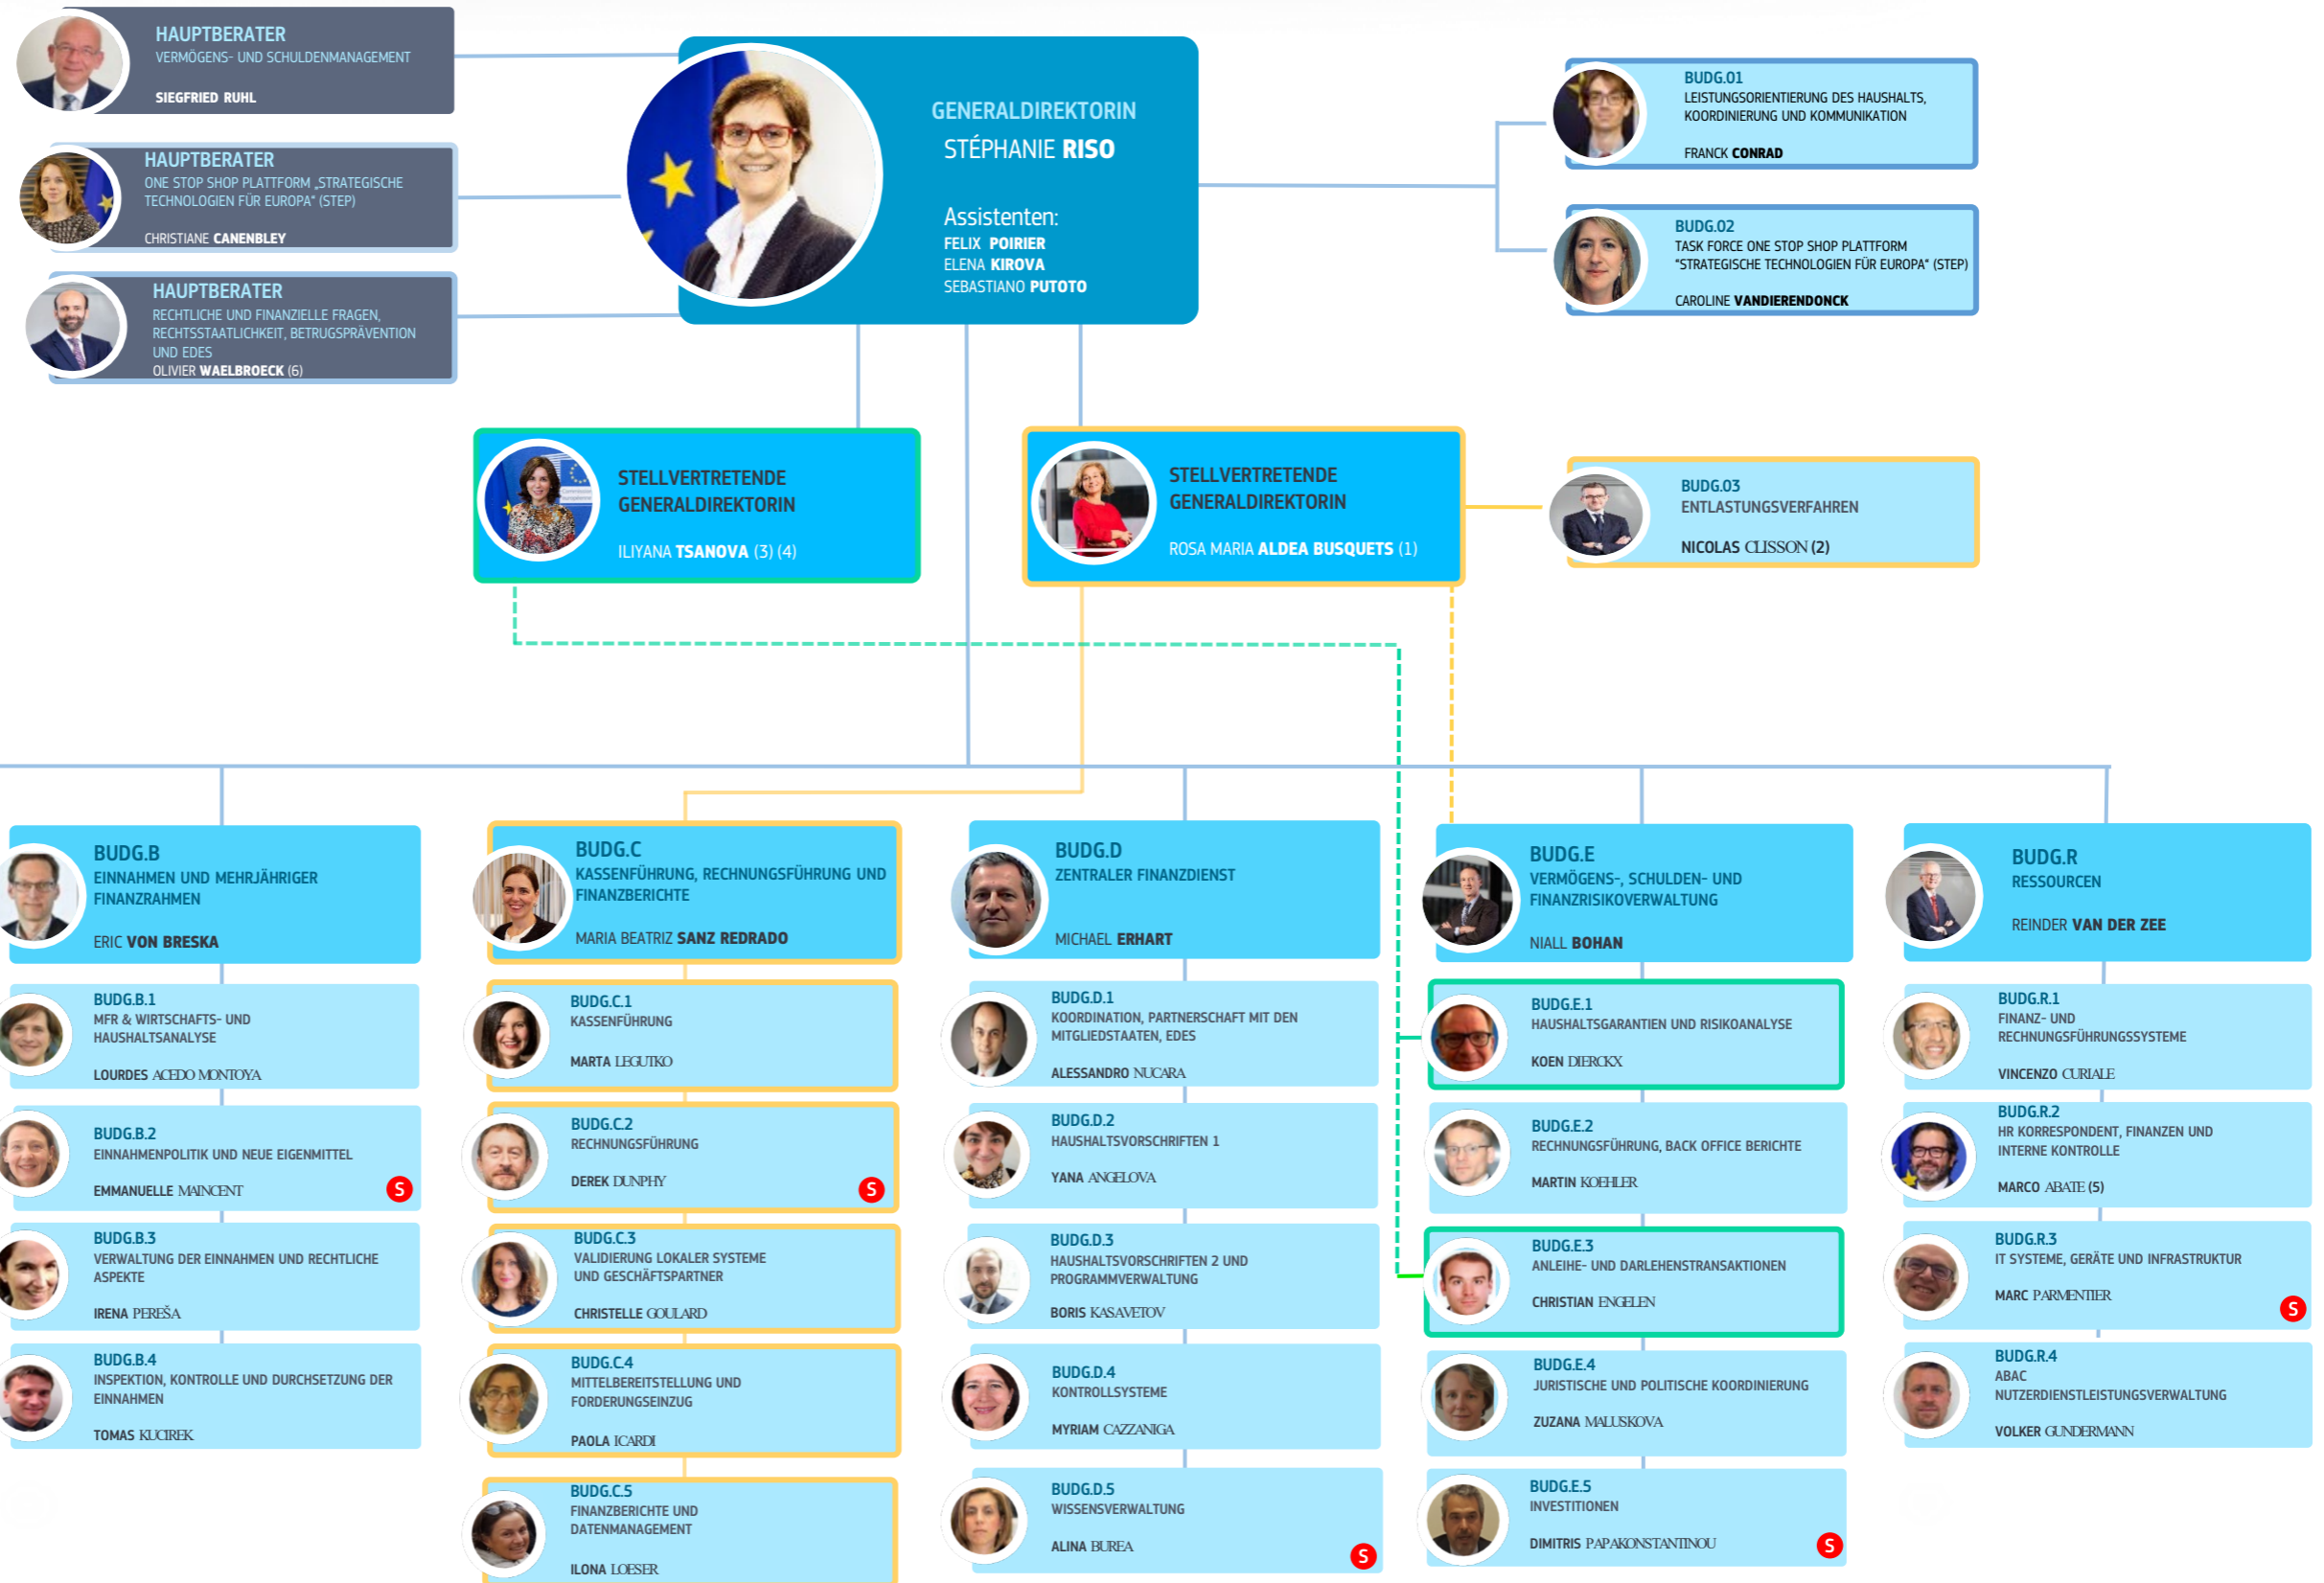 HAUPTBERATER
VERMÖGENS- UND SCHULDENMANAGEMENT
SIEGFRIED RUHL
HAUPTBERATER
ONE STOP SHOP PLATTFORM „STRATEGISCHE
TECHNOLOGIEN FÜR EUROPA“ (STEP)
CHRISTIANE CANENBLEY
HAUPTBERATER
RECHTLICHE UND FINANZIELLE FRAGEN,
RECHTSSTAATLICHKEIT, BETRUGSPRÄVENTION
UND EDES
OLIVIER WAELBROECK (6)
GENERALDIREKTORIN
STÉPHANIE RISO
Assistenten:
FELIX POIRIER
ELENA KIROVA
SEBASTIANO PUTOTO
BUDG.01
LEISTUNGSORIENTIERUNG DES HAUSHALTS,
KOORDINIERUNG UND KOMMUNIKATION
FRANCK CONRAD
BUDG.02
TASK FORCE ONE STOP SHOP PLATTFORM
"STRATEGISCHE TECHNOLOGIEN FÜR EUROPA" (STEP)
CAROLINE VANDIERENDONCK
STELLVERTRETENDE
GENERALDIREKTORIN
ILIYANA TSANOVA (3) (4)
STELLVERTRETENDE
GENERALDIREKTORIN
ROSA MARIA ALDEA BUSQUETS (1)
BUDG.03
ENTLASTUNGSVERFAHREN
NICOLAS CLISSON (2)
BUDG.B
EINNAHMEN UND MEHRJÄHRIGER
FINANZRAHMEN
ERIC VON BRESKA
BUDG.B.1
MFR & WIRTSCHAFTS- UND
HAUSHALTSANALYSE
LOURDES ACEDO MONTOYA
BUDG.B.2
EINNAHMENPOLITIK UND NEUE EIGENMITTEL
EMMANUELLE MAINCENT
S
BUDG.B.3
VERWALTUNG DER EINNAHMEN UND RECHTLICHE
ASPEKTE
IRENA PEREŠA
BUDG.B.4
INSPEKTION, KONTROLLE UND DURCHSETZUNG DER
EINNAHMEN
TOMAS KUCIREK
BUDG.C
KASSENFÜHRUNG, RECHNUNGSFÜHRUNG UND
FINANZBERICHTE
MARIA BEATRIZ SANZ REDRADO
BUDG.C.1
KASSENFÜHRUNG
MARTA LEGUTKO
BUDG.C.2
RECHNUNGSFÜHRUNG
DEREK DUNPHY
S
BUDG.C.3
VALIDIERUNG LOKALER SYSTEME
UND GESCHÄFTSPARTNER
CHRISTELLE GOULARD
BUDG.C.4
MITTELBEREITSTELLUNG UND
FORDERUNGSEINZUG
PAOLA ICARDI
BUDG.C.5
FINANZBERICHTE UND
DATENMANAGEMENT
ILONA LOESER
BUDG.D
ZENTRALER FINANZDIENST
MICHAEL ERHART
BUDG.D.1
KOORDINATION, PARTNERSCHAFT MIT DEN
MITGLIEDSTAATEN, EDES
ALESSANDRO NUCARA
BUDG.D.2
HAUSHALTSVORSCHRIFTEN 1
YANA ANGELOVA
BUDG.D.3
HAUSHALTSVORSCHRIFTEN 2 UND
PROGRAMMVERWALTUNG
BORIS KASAVETOV
BUDG.D.4
KONTROLLSYSTEME
MYRIAM CAZZANIGA
BUDG.D.5
WISSENSVERWALTUNG
ALINA BUREA
S
BUDG.E
VERMÖGENS-, SCHULDEN- UND
FINANZRISIKOVERWALTUNG
NIALL BOHAN
BUDG.E.1
HAUSHALTSGARANTIEN UND RISIKOANALYSE
KOEN DIERCKX
BUDG.E.2
RECHNUNGSFÜHRUNG, BACK OFFICE BERICHTE
MARTIN KOEHLER
BUDG.E.3
ANLEIHE- UND DARLEHENSTRANSAKTIONEN
CHRISTIAN ENGELEN
BUDG.E.4
JURISTISCHE UND POLITISCHE KOORDINIERUNG
ZUZANA MALUSKOVA
BUDG.E.5
INVESTITIONEN
DIMITRIS PAPAKONSTANTINOU
S
BUDG.R
RESSOURCEN
REINDER VAN DER ZEE
BUDG.R.1
FINANZ- UND
RECHNUNGSFÜHRUNGSSYSTEME
VINCENZO CURIALE
BUDG.R.2
HR KORRESPONDENT, FINANZEN UND
INTERNE KONTROLLE
MARCO ABATE (5)
BUDG.R.3
IT SYSTEME, GERÄTE UND INFRASTRUKTUR
MARC PARMENTIER
S
BUDG.R.4
ABAC
NUTZERDIENSTLEISTUNGSVERWALTUNG
VOLKER GUNDERMANN